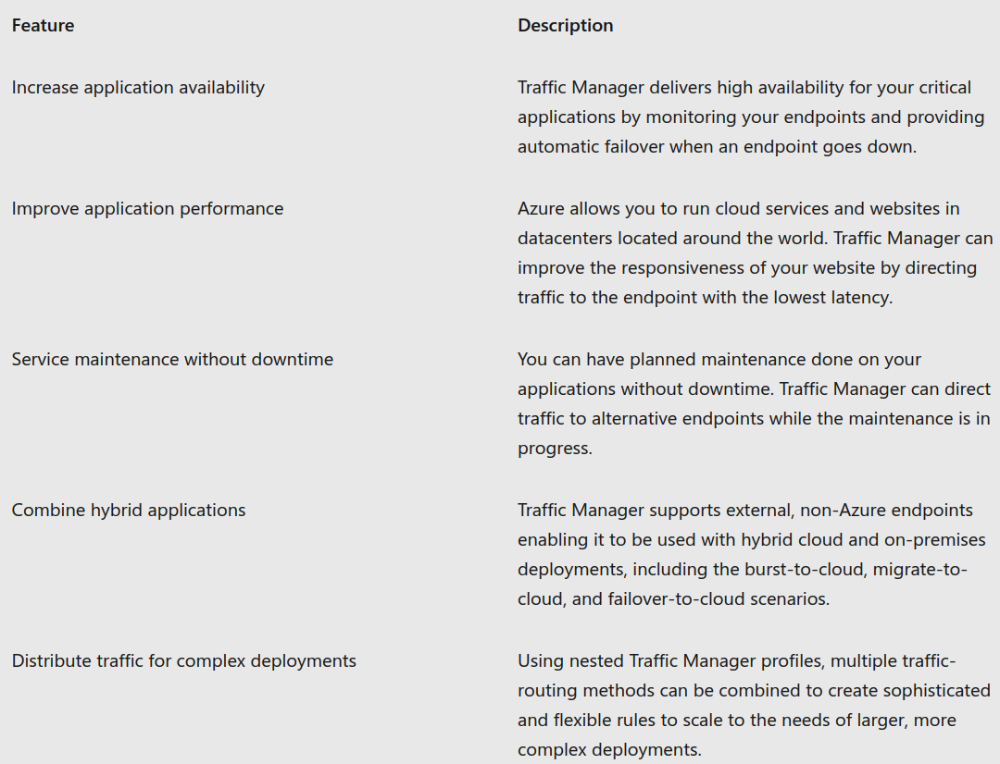 Feature
Description
Increase application availability
Traffic Manager delivers high availability for your critical
applications by monitoring your endpoints and providing
automatic failover when an endpoint goes down.
Improve application performance
Azure allows you to run cloud services and websites in
datacenters located around the world. Traffic Manager can
improve the responsiveness of your website by directing
traffic to the endpoint with the lowest latency.
Service maintenance without downtime
You can have planned maintenance done on your
applications without downtime. Traffic Manager can direct
traffic to alternative endpoints while the maintenance is in
progress.
Combine hybrid applications
Traffic Manager supports external, non-Azure endpoints
enabling it to be used with hybrid cloud and on-premises
deployments, including the burst-to-cloud, migrate-to-
cloud, and failover-to-cloud scenarios.
Distribute traffic for complex deployments
Using nested Traffic Manager profiles, multiple traffic-
routing methods can be combined to create sophisticated
and flexible rules to scale to the needs of larger, more
complex deployments.